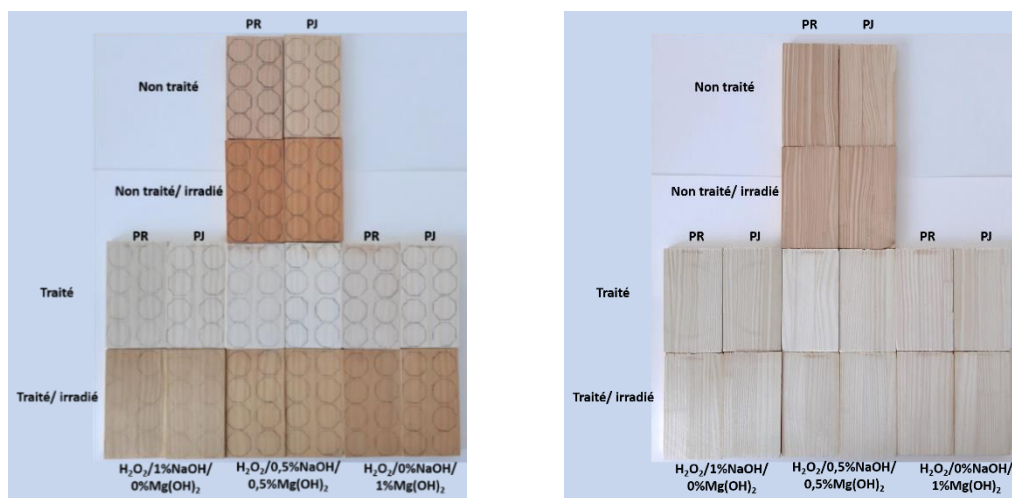 PR PJ
Non traité
Non traité/ irradié
PR PJ PR PJ
Traité
Traité/ irradié
H₂O₂/1%NaOH/
0%Mg(OH)₂
H₂O₂/0,5%NaOH/
0,5%Mg(OH)₂
H₂O₂/0%NaOH/
1%Mg(OH)₂
PR PJ
Non traité
Non traité/ irradié
PR PJ PR PJ
Traité
Traité/ irradié
H₂O₂/1%NaOH/
0%Mg(OH)₂
H₂O₂/0,5%NaOH/
0,5%Mg(OH)₂
H₂O₂/0%NaOH/
1%Mg(OH)₂